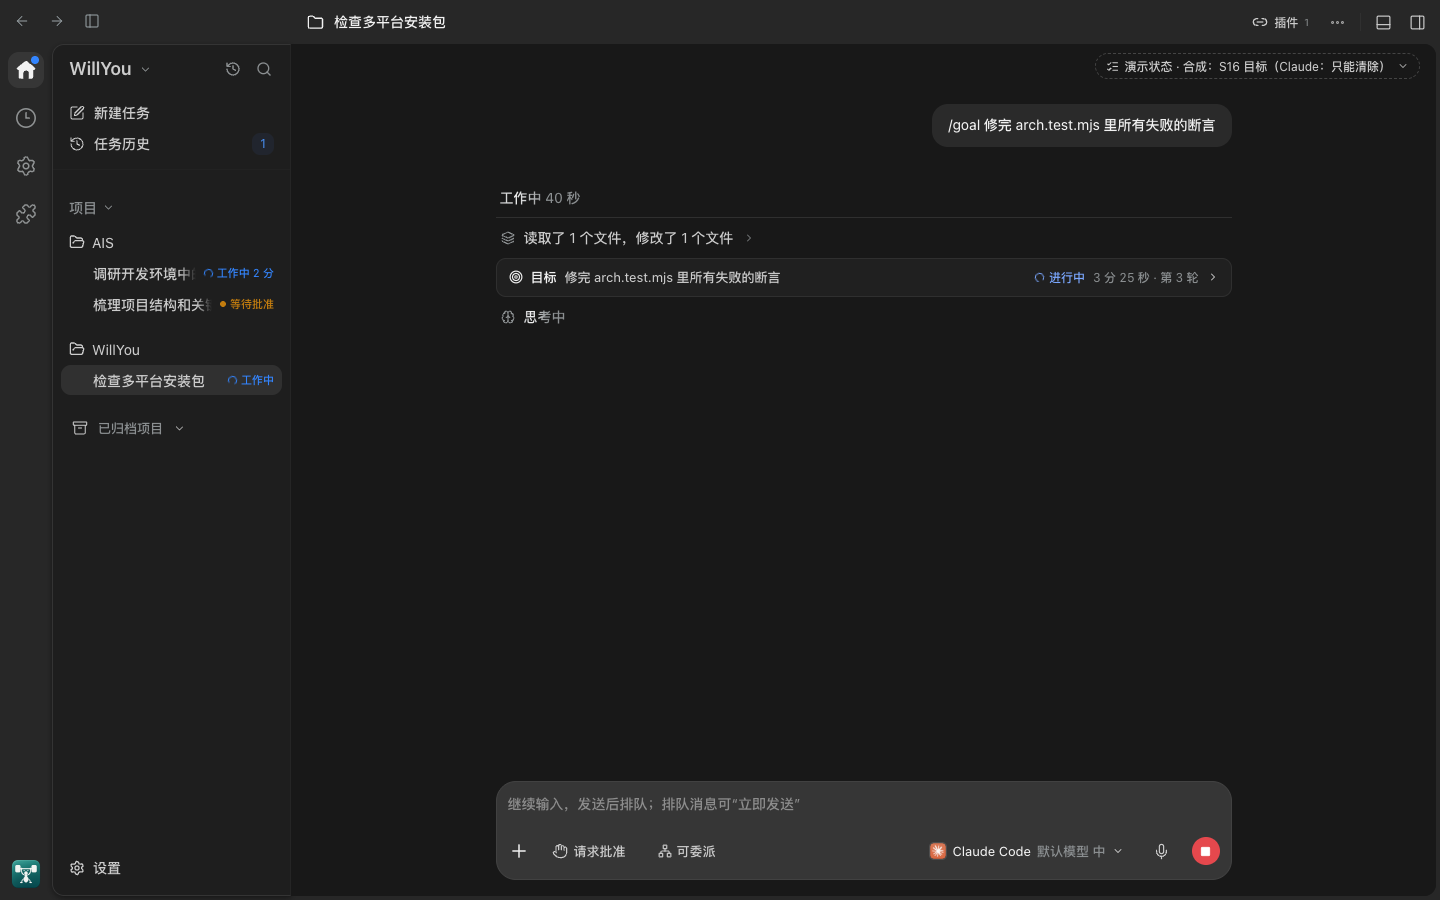 检查多平台安装包
插件 1
WillYou
新建任务
任务历史 1
项目
AIS
调研开发环境中 工作中 2 分
梳理项目结构和关 等待批准
WillYou
检查多平台安装包 工作中
已归档项目
设置
演示状态 · 合成：S16 目标（Claude：只能清除）
/goal 修完 arch.test.mjs 里所有失败的断言
工作中 40 秒
读取了 1 个文件，修改了 1 个文件
目标 修完 arch.test.mjs 里所有失败的断言 进行中 3 分 25 秒 · 第 3 轮
思考中
继续输入，发送后排队；排队消息可“立即发送”
请求批准 可委派 Claude Code 默认模型 中